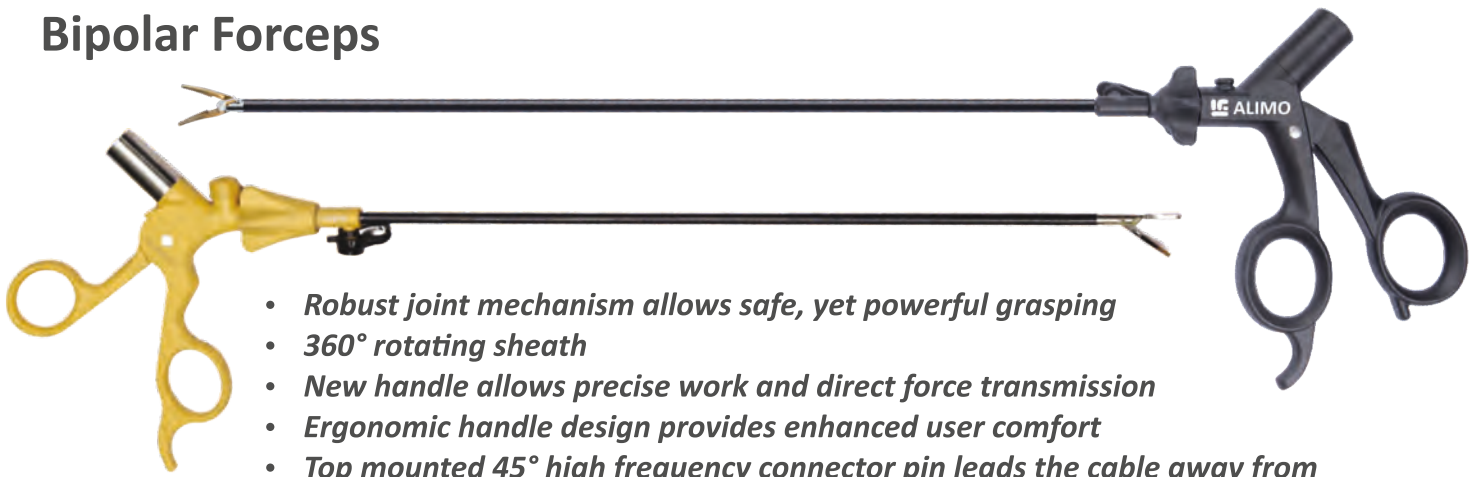 Bipolar Forceps
ALIMO
• Robust joint mechanism allows safe, yet powerful grasping
• 360° rotating sheath
• New handle allows precise work and direct force transmission
• Ergonomic handle design provides enhanced user comfort
• Top mounted 45° high frequency connector pin leads the cable away from